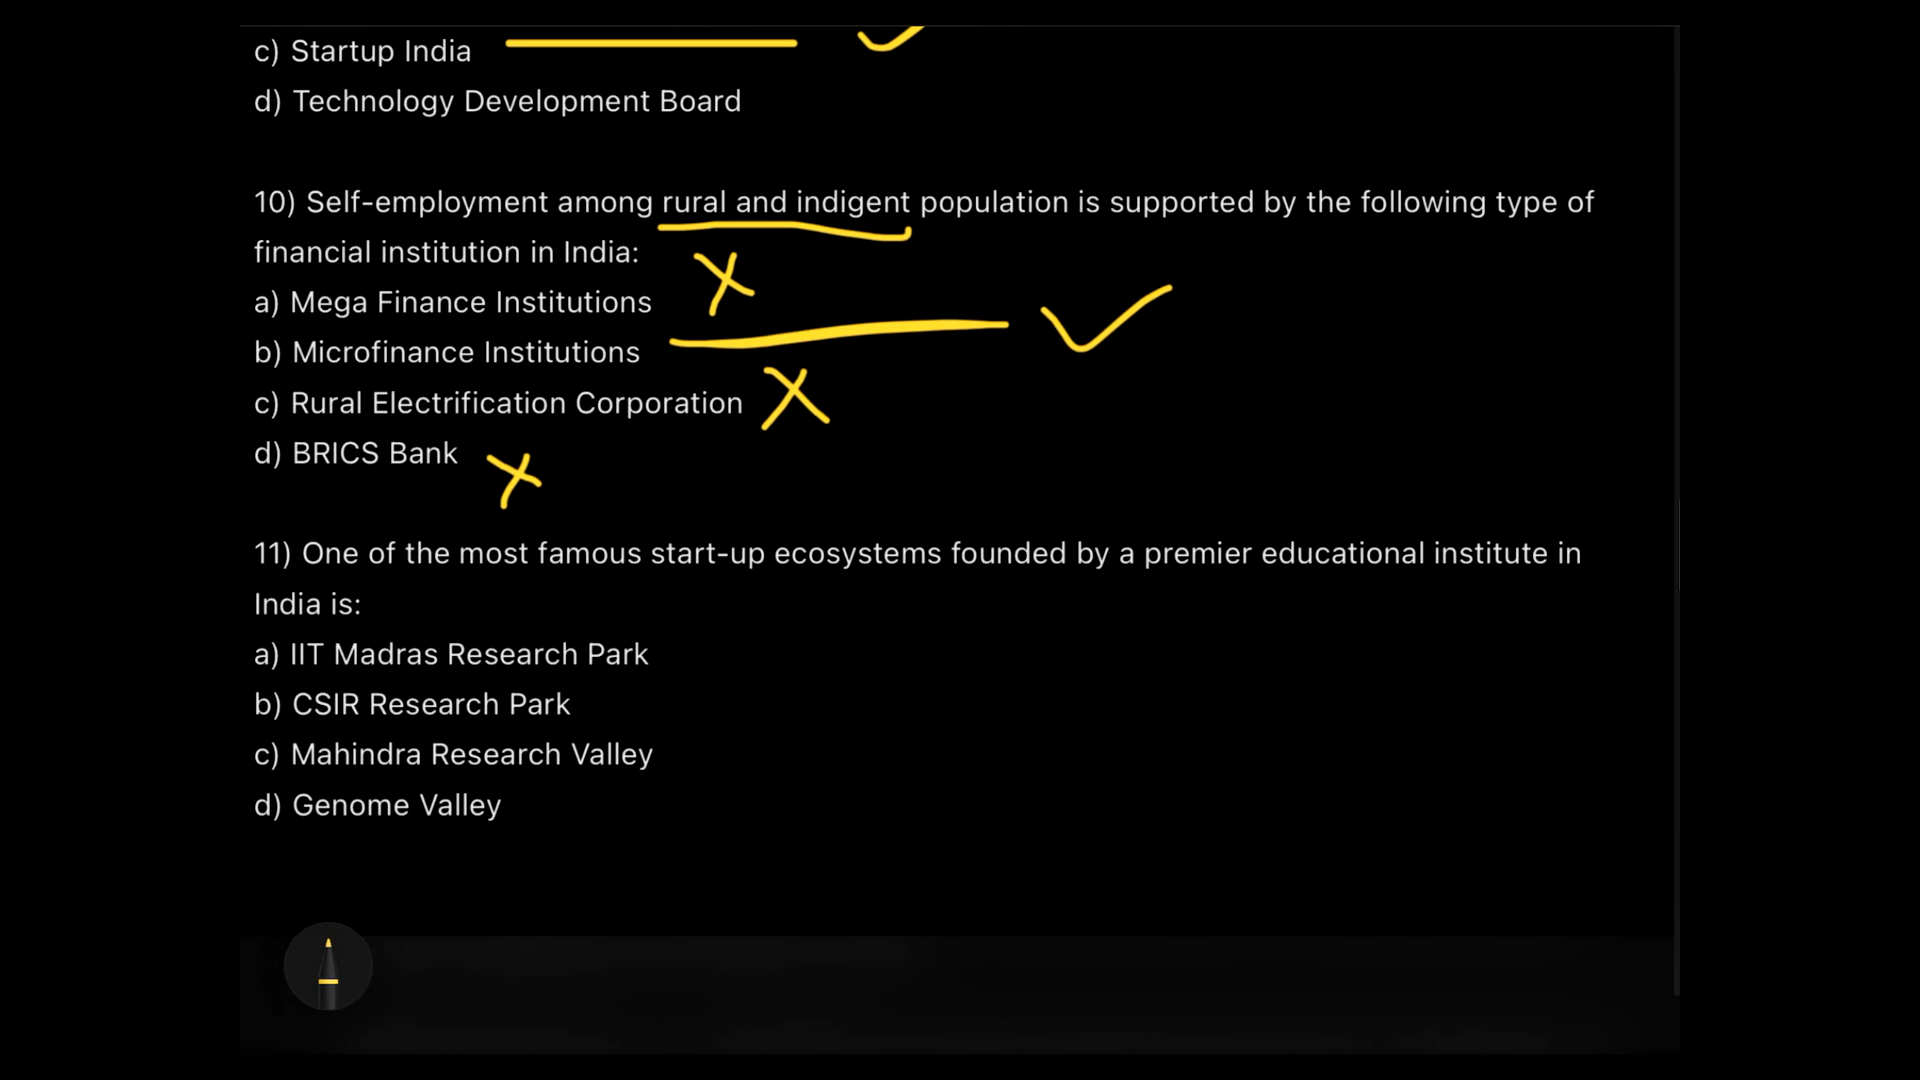 c) Startup India
d) Technology Development Board
10) Self-employment among rural and indigent population is supported by the following type of
financial institution in India:
a) Mega Finance Institutions
b) Microfinance Institutions
c) Rural Electrification Corporation
d) BRICS Bank
11) One of the most famous start-up ecosystems founded by a premier educational institute in
India is:
a) IIT Madras Research Park
b) CSIR Research Park
c) Mahindra Research Valley
d) Genome Valley